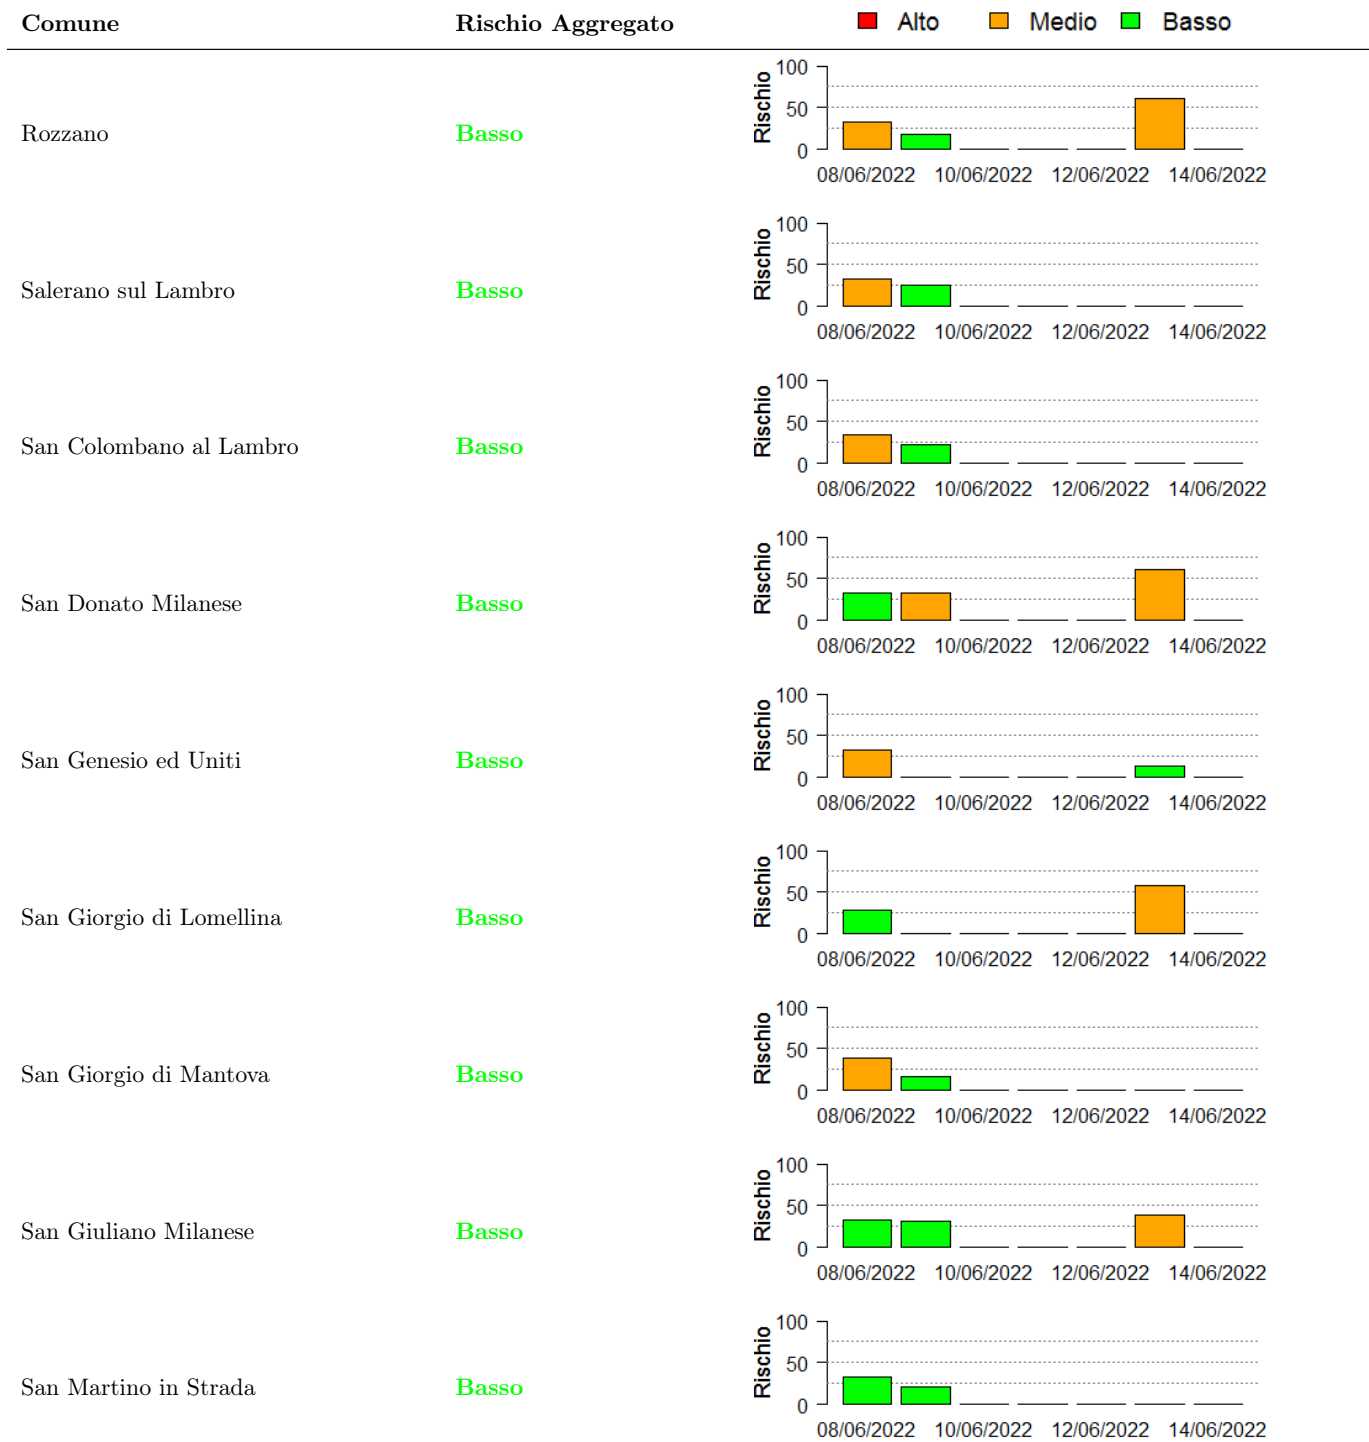 Comune Rischio Aggregato Alto Medio Basso
100
50
0
Rischio
Rozzano Basso
08/06/2022 10/06/2022 12/06/2022 14/06/2022
100
50
0
Rischio
Salerano sul Lambro Basso
08/06/2022 10/06/2022 12/06/2022 14/06/2022
100
50
0
Rischio
San Colombano al Lambro Basso
08/06/2022 10/06/2022 12/06/2022 14/06/2022
100
50
0
Rischio
San Donato Milanese Basso
08/06/2022 10/06/2022 12/06/2022 14/06/2022
100
50
0
Rischio
San Genesio ed Uniti Basso
08/06/2022 10/06/2022 12/06/2022 14/06/2022
100
50
0
Rischio
San Giorgio di Lomellina Basso
08/06/2022 10/06/2022 12/06/2022 14/06/2022
100
50
0
Rischio
San Giorgio di Mantova Basso
08/06/2022 10/06/2022 12/06/2022 14/06/2022
100
50
0
Rischio
San Giuliano Milanese Basso
08/06/2022 10/06/2022 12/06/2022 14/06/2022
100
50
0
Rischio
San Martino in Strada Basso
08/06/2022 10/06/2022 12/06/2022 14/06/2022